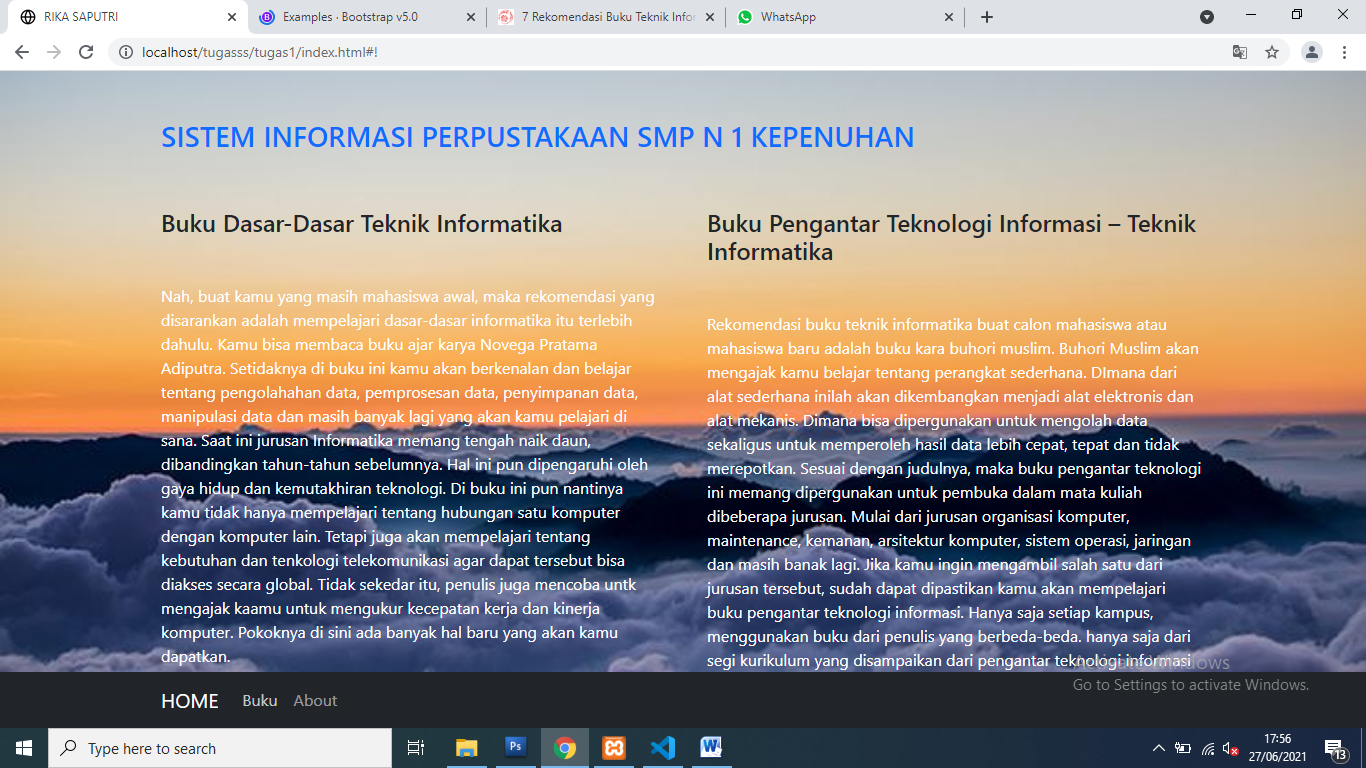 RIKA SAPUTRI
Examples · Bootstrap v5.0
7 Rekomendasi Buku Teknik Infor
WhatsApp
localhost/tugasss/tugas1/index.html#!
SISTEM INFORMASI PERPUSTAKAAN SMP N 1 KEPENUHAN
Buku Dasar-Dasar Teknik Informatika
Nah, buat kamu yang masih mahasiswa awal, maka rekomendasi yang
disarankan adalah mempelajari dasar-dasar informatika itu terlebih
dahulu. Kamu bisa membaca buku ajar karya Novega Pratama
Adiputra. Setidaknya di buku ini kamu akan berkenalan dan belajar
tentang pengolahahan data, pemprosesan data, penyimpanan data,
manipulasi data dan masih banyak lagi yang akan kamu pelajari di
sana. Saat ini jurusan Informatika memang tengah naik daun,
dibandingkan tahun-tahun sebelumnya. Hal ini pun dipengaruhi oleh
gaya hidup dan kemutakhiran teknologi. Di buku ini pun nantinya
kamu tidak hanya mempelajari tentang hubungan satu komputer
dengan komputer lain. Tetapi juga akan mempelajari tentang
kebutuhan dan tenkologi telekomunikasi agar dapat tersebut bisa
diakses secara global. Tidak sekedar itu, penulis juga mencoba untk
mengajak kaamu untuk mengukur kecepatan kerja dan kinerja
komputer. Pokoknya di sini ada banyak hal baru yang akan kamu
dapatkan.
Buku Pengantar Teknologi Informasi – Teknik
Informatika
Rekomendasi buku teknik informatika buat calon mahasiswa atau
mahasiswa baru adalah buku kara buhori muslim. Buhori Muslim akan
mengajak kamu belajar tentang perangkat sederhana. DImana dari
alat sederhana inilah akan dikembangkan menjadi alat elektronis dan
alat mekanis. Dimana bisa dipergunakan untuk mengolah data
sekaligus untuk memperoleh hasil data lebih cepat, tepat dan tidak
merepotkan. Sesuai dengan judulnya, maka buku pengantar teknologi
ini memang dipergunakan untuk pembuka dalam mata kuliah
dibeberapa jurusan. Mulai dari jurusan organisasi komputer,
maintenance, kemanan, arsitektur komputer, sistem operasi, jaringan
dan masih banak lagi. Jika kamu ingin mengambil salah satu dari
jurusan tersebut, sudah dapat dipastikan kamu akan mempelajari
buku pengantar teknologi informasi. Hanya saja setiap kampus,
menggunakan buku dari penulis yang berbeda-beda. hanya saja dari
segi kurikulum yang disampaikan dari pengantar teknologi informasi
Activate Windows
Go to Settings to activate Windows.
HOME Buku About
Type here to search
Ps
W
17:56
27/06/2021
13